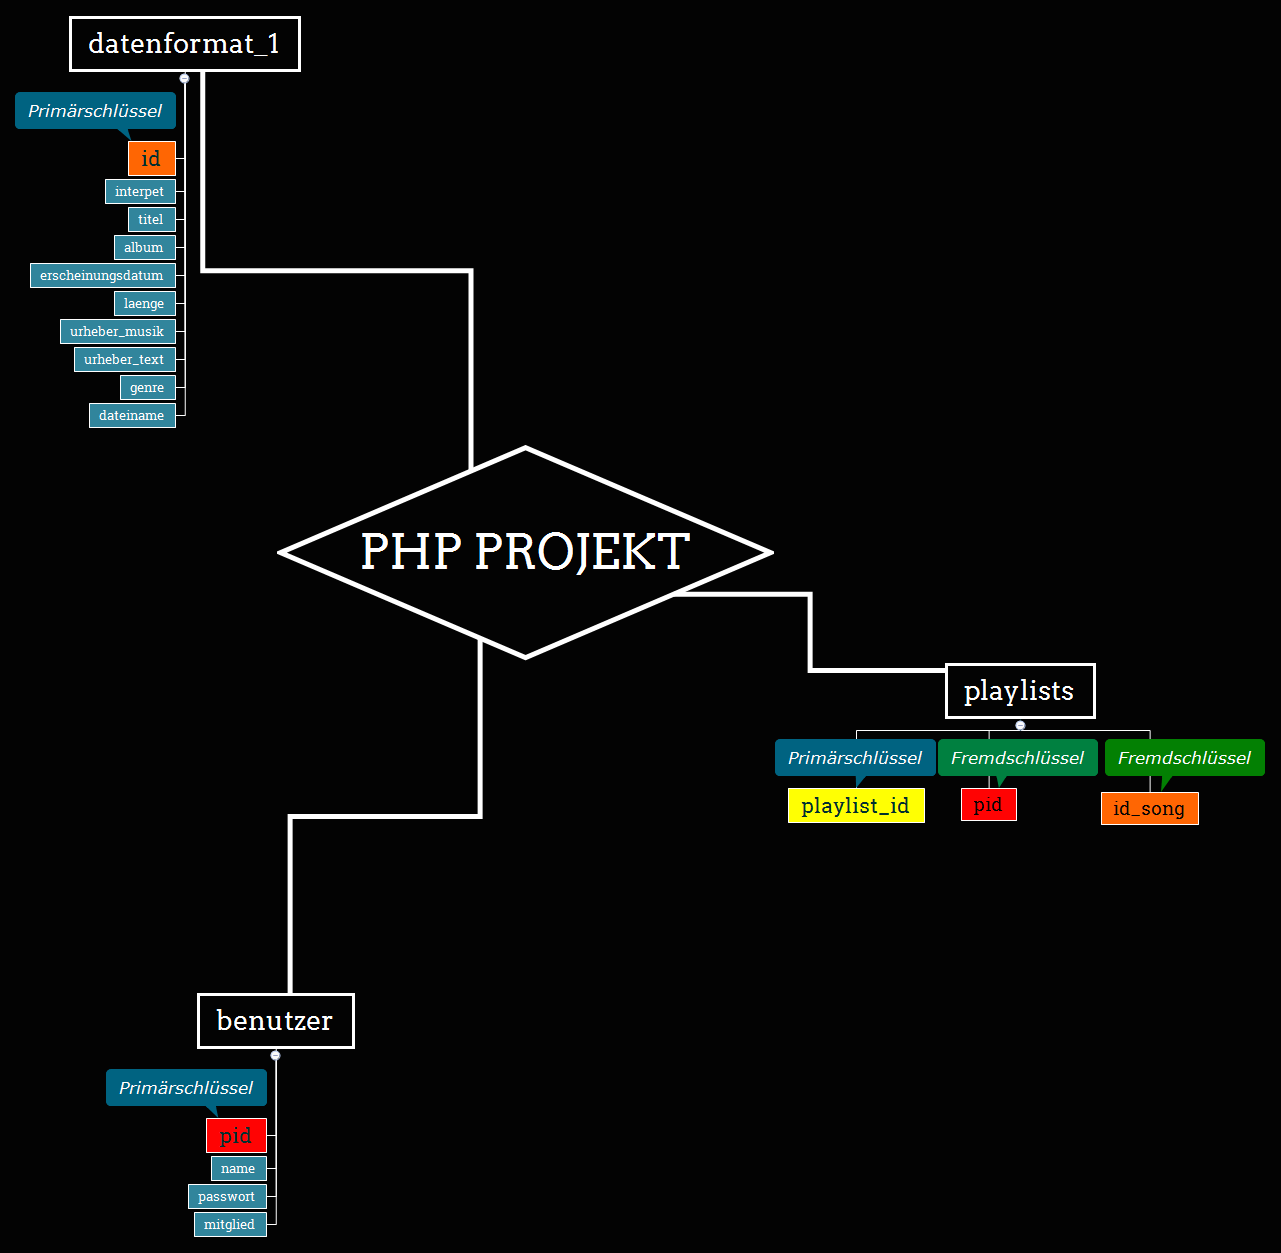 datenformat_1
Primärschlüssel
id
interpet
titel
album
erscheinungsdatum
laenge
urheber_musik
urheber_text
genre
dateiname
PHP PROJEKT
playlists
Primärschlüssel
Fremdschlüssel
Fremdschlüssel
playlist_id
pid
id_song
benutzer
Primärschlüssel
pid
name
passwort
mitglied